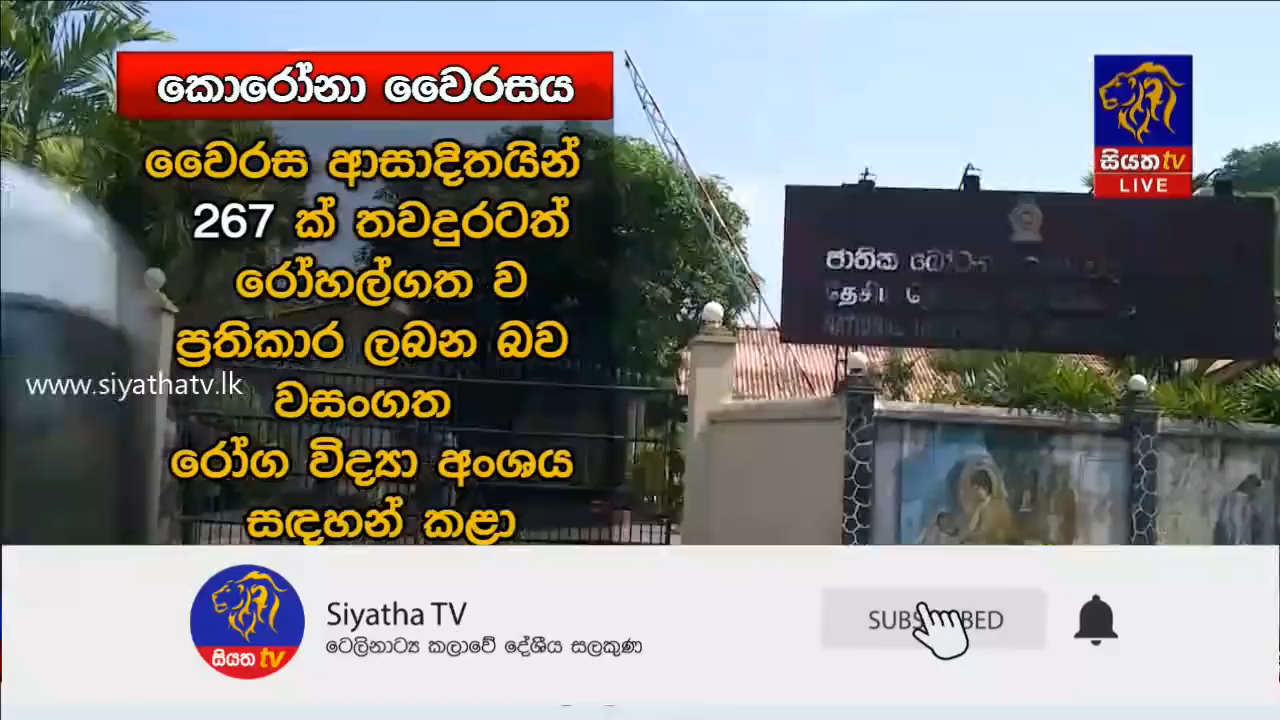 කොරෝනා වෛරසය
වෛරස ආසාදිතයින්
267 ක් තවදුරටත්
රෝහල්ගත ව
ප්‍රතිකාර ලබන බව
වසංගත
රෝග විද්‍යා අංශය
සඳහන් කළා
www.siyathatv.lk
සියත tv
LIVE
ජාතික
NATIONAL
Siyatha TV
ටෙලිනාට්‍ය කලාවේ දේශීය සලකුණ
සියත tv